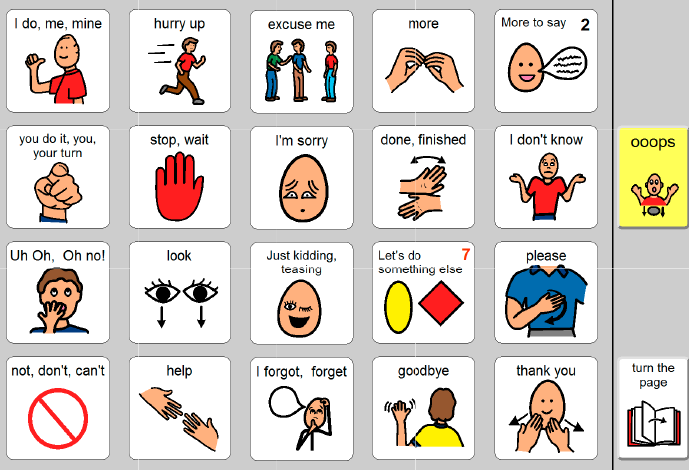 I do, me, mine
hurry up
excuse me
more
More to say 2
you do it, you,
your turn
stop, wait
I'm sorry
done, finished
I don't know
ooops
Uh Oh, Oh no!
look
Just kidding,
teasing
Let's do 7
something else
please
not, don't, can't
help
I forgot, forget
goodbye
thank you
turn the
page